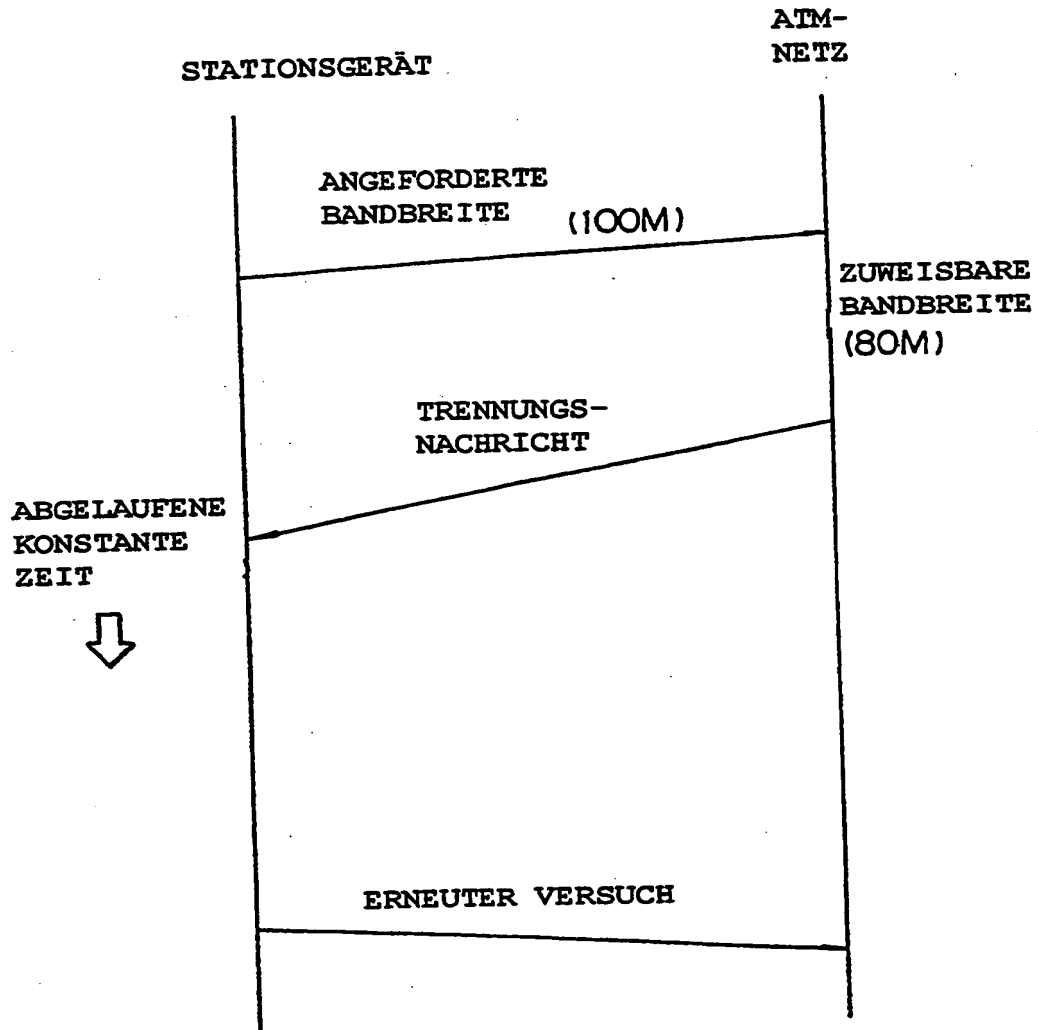 ATM-
NETZ
STATIONSGERÄT
ANGEFORDERTE
BANDBREITE (100M)
ZUWEISBARE
BANDBREITE
(80M)
TRENNUNGS-
NACHRICHT
ABGELAUFENE
KONSTANTE
ZEIT
ERNEUTER VERSUCH